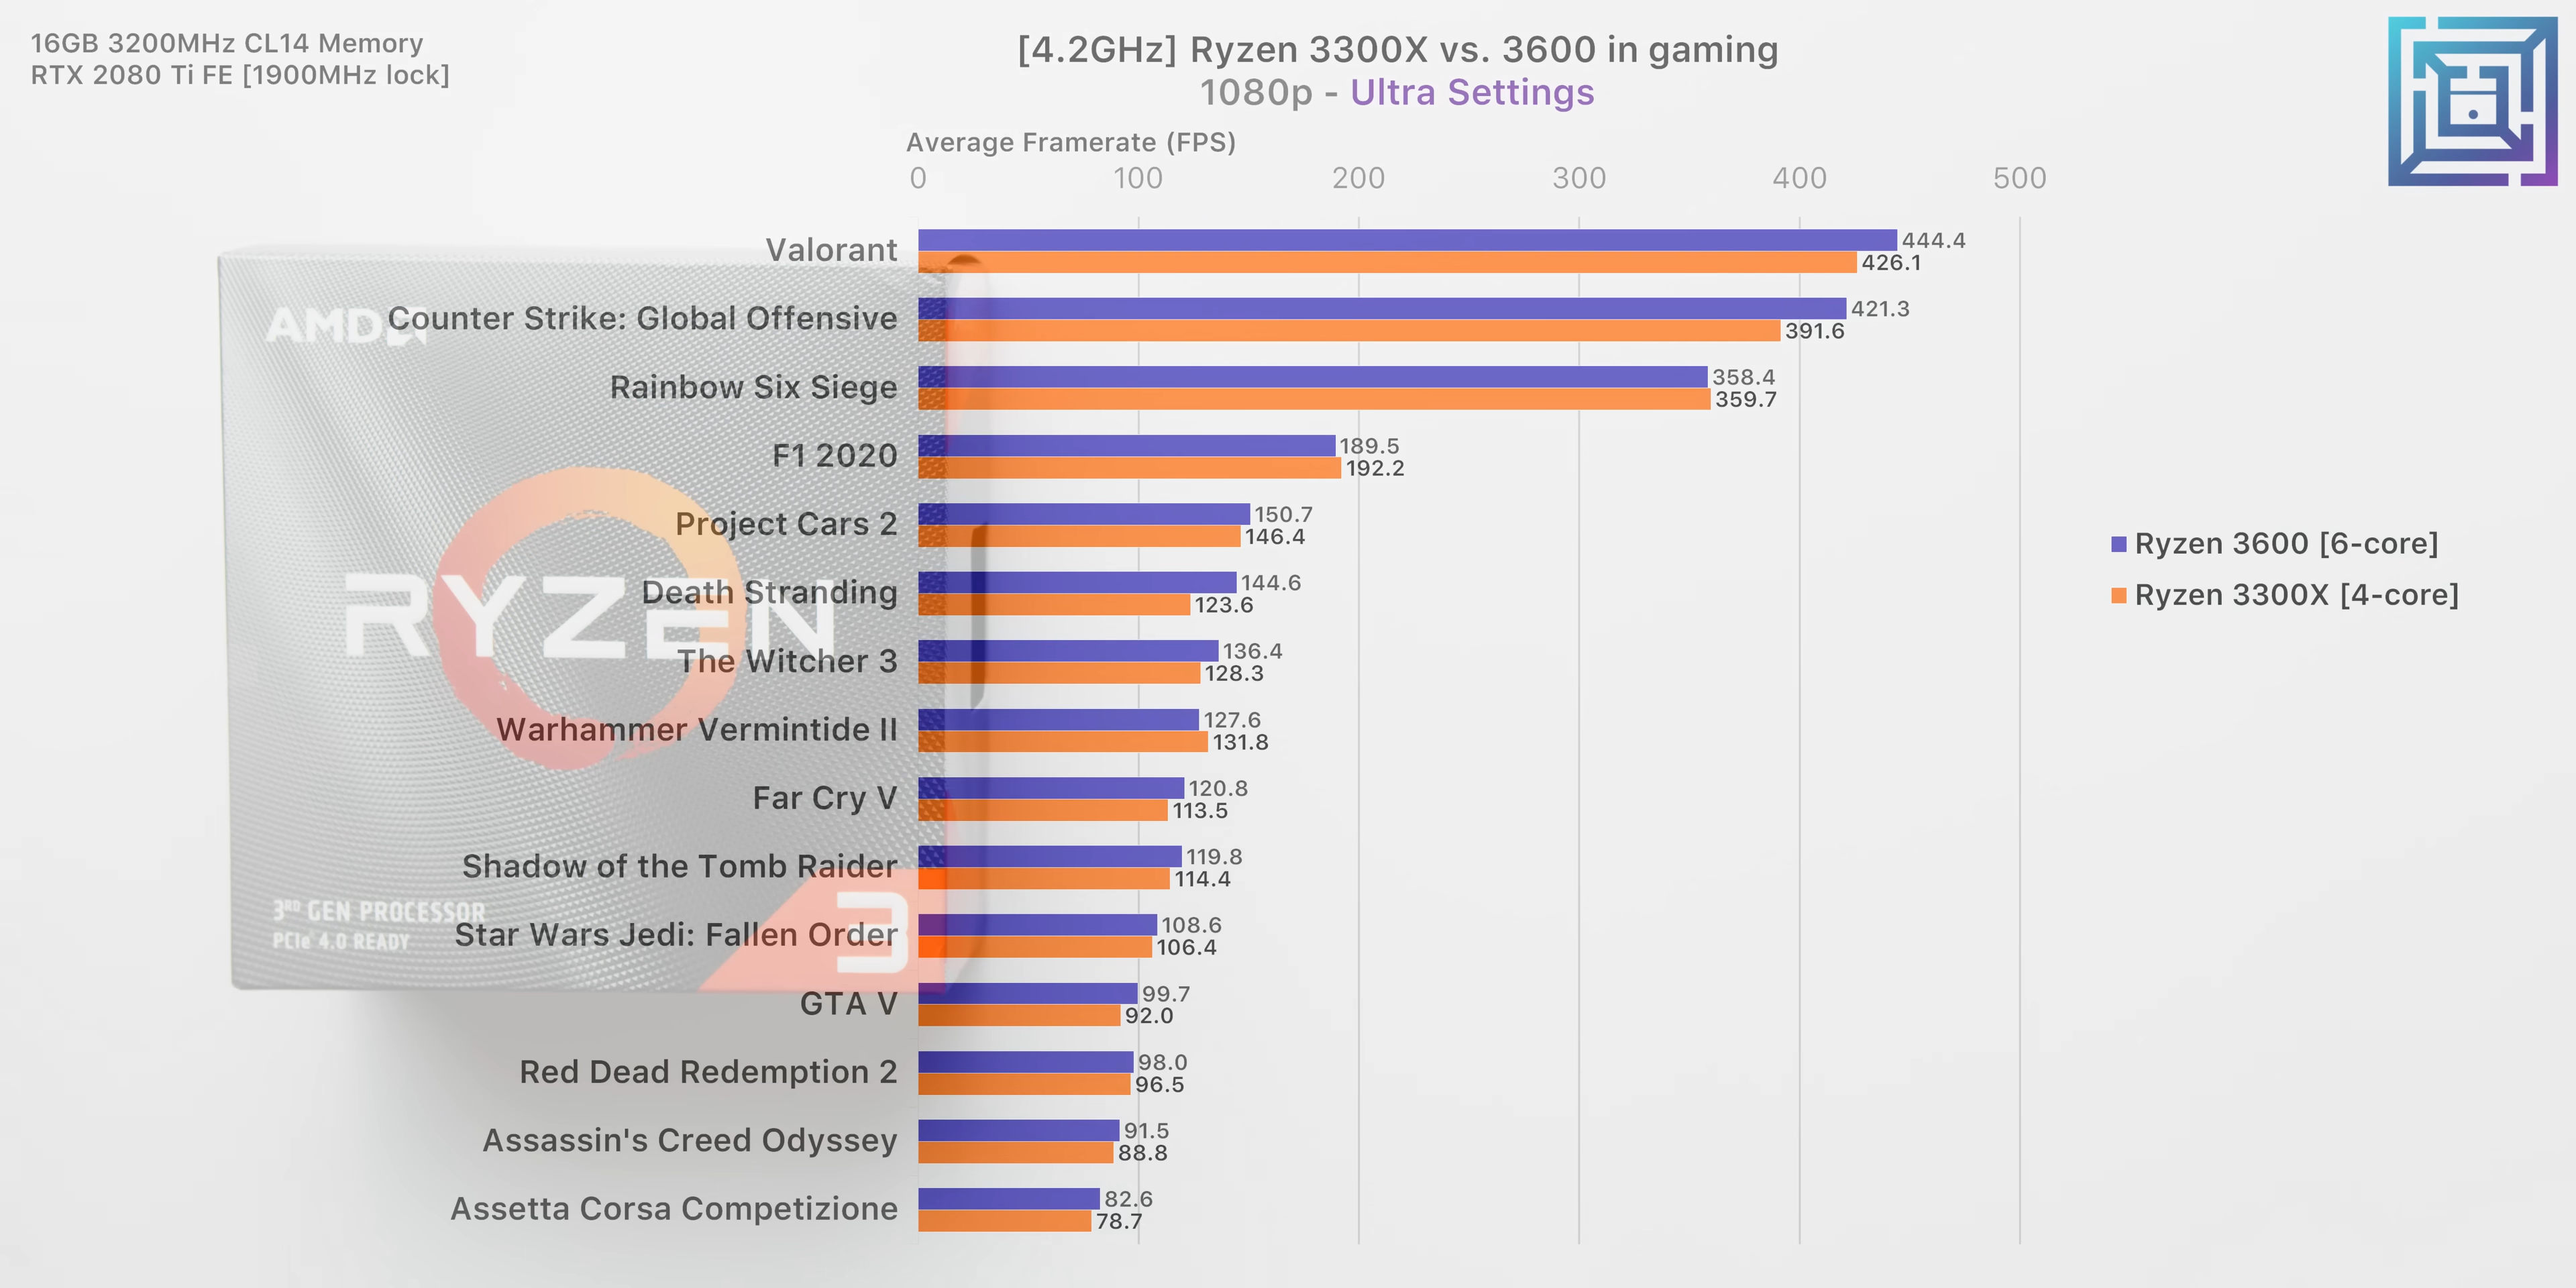 16GB 3200MHz CL14 Memory
RTX 2080 Ti FE [1900MHz lock]
[4.2GHz] Ryzen 3300X vs. 3600 in gaming
1080p - Ultra Settings
Average Framerate (FPS)
0 100 200 300 400 500
Valorant 444.4
426.1
Counter Strike: Global Offensive 421.3
391.6
Rainbow Six Siege 358.4
359.7
F1 2020 189.5
192.2
Project Cars 2 150.7
146.4
Death Stranding 144.6
123.6
The Witcher 3 136.4
128.3
Warhammer Vermintide II 127.6
131.8
Far Cry V 120.8
113.5
Shadow of the Tomb Raider 119.8
114.4
Star Wars Jedi: Fallen Order 108.6
106.4
GTA V 99.7
92.0
Red Dead Redemption 2 98.0
96.5
Assassin's Creed Odyssey 91.5
88.8
Assetta Corsa Competizione 82.6
78.7
Ryzen 3600 [6-core]
Ryzen 3300X [4-core]
AMD
RYZEN
3
3RD GEN PROCESSOR
PCIe 4.0 READY